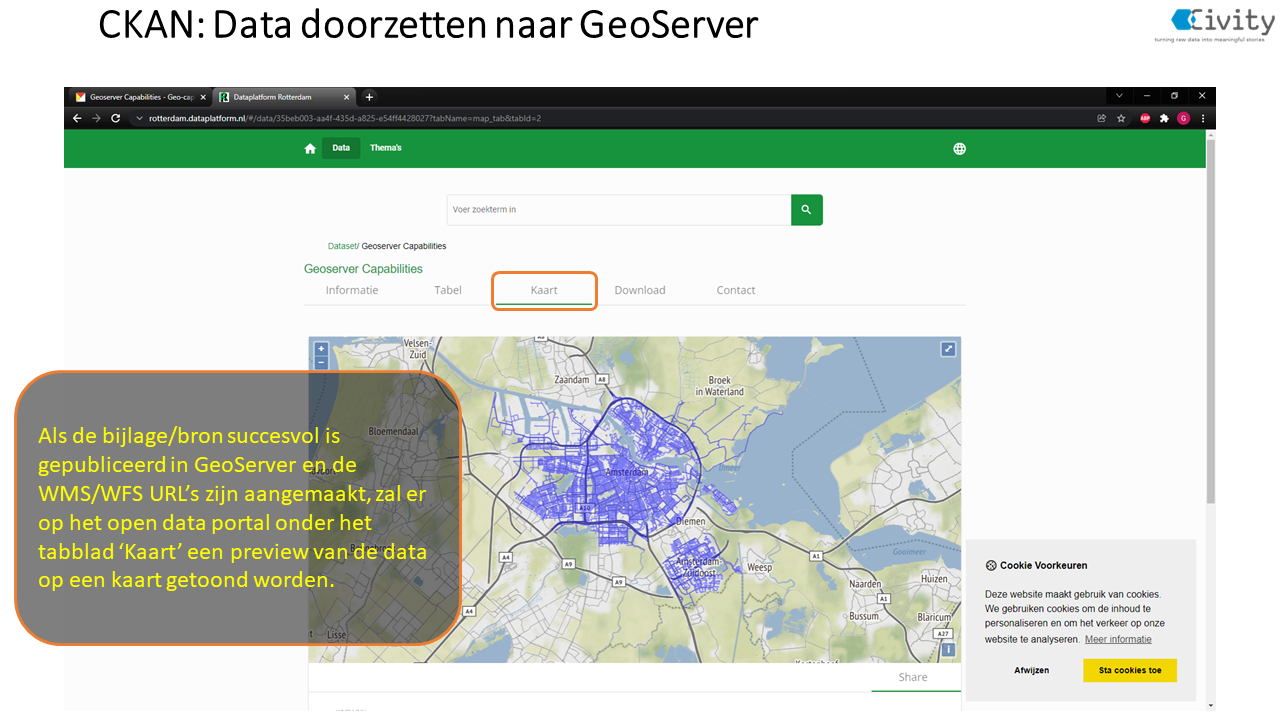 CKAN: Data doorzetten naar GeoServer
Civity
turning raw data into meaningful stories
Geoserver Capabilities - Geo-cap
Dataplatform Rotterdam
rotterdam.dataplatform.nl/#/data/35beb003-aa4f-435d-a825-e54ff4428027?tabName=map_tab&tabId=2
ABP
G
Data Thema's
Voer zoekterm in
Dataset/ Geoserver Capabilities
Geoserver Capabilities
Informatie Tabel Kaart Download Contact
+
−
Velsen-
Zuid
Zaandam
A8
Broek
in Waterland
Bloemendaal
Amsterdam
IJmeer
A10
Diemen
A4
A9
A9
Amsterdam-
Zuidoost
Weesp
A1
Gooimeer
Naarden
Huizen
A1
Bussum
Blaricum
A4
A27
Lisse
i
Als de bijlage/bron succesvol is
gepubliceerd in GeoServer en de
WMS/WFS URL's zijn aangemaakt, zal er
op het open data portal onder het
tabblad ‘Kaart’ een preview van de data
op een kaart getoond worden.
Share
Cookie Voorkeuren
Deze website maakt gebruik van cookies.
We gebruiken cookies om de inhoud te
personaliseren en om het verkeer op onze
website te analyseren. Meer informatie
Afwijzen
Sta cookies toe